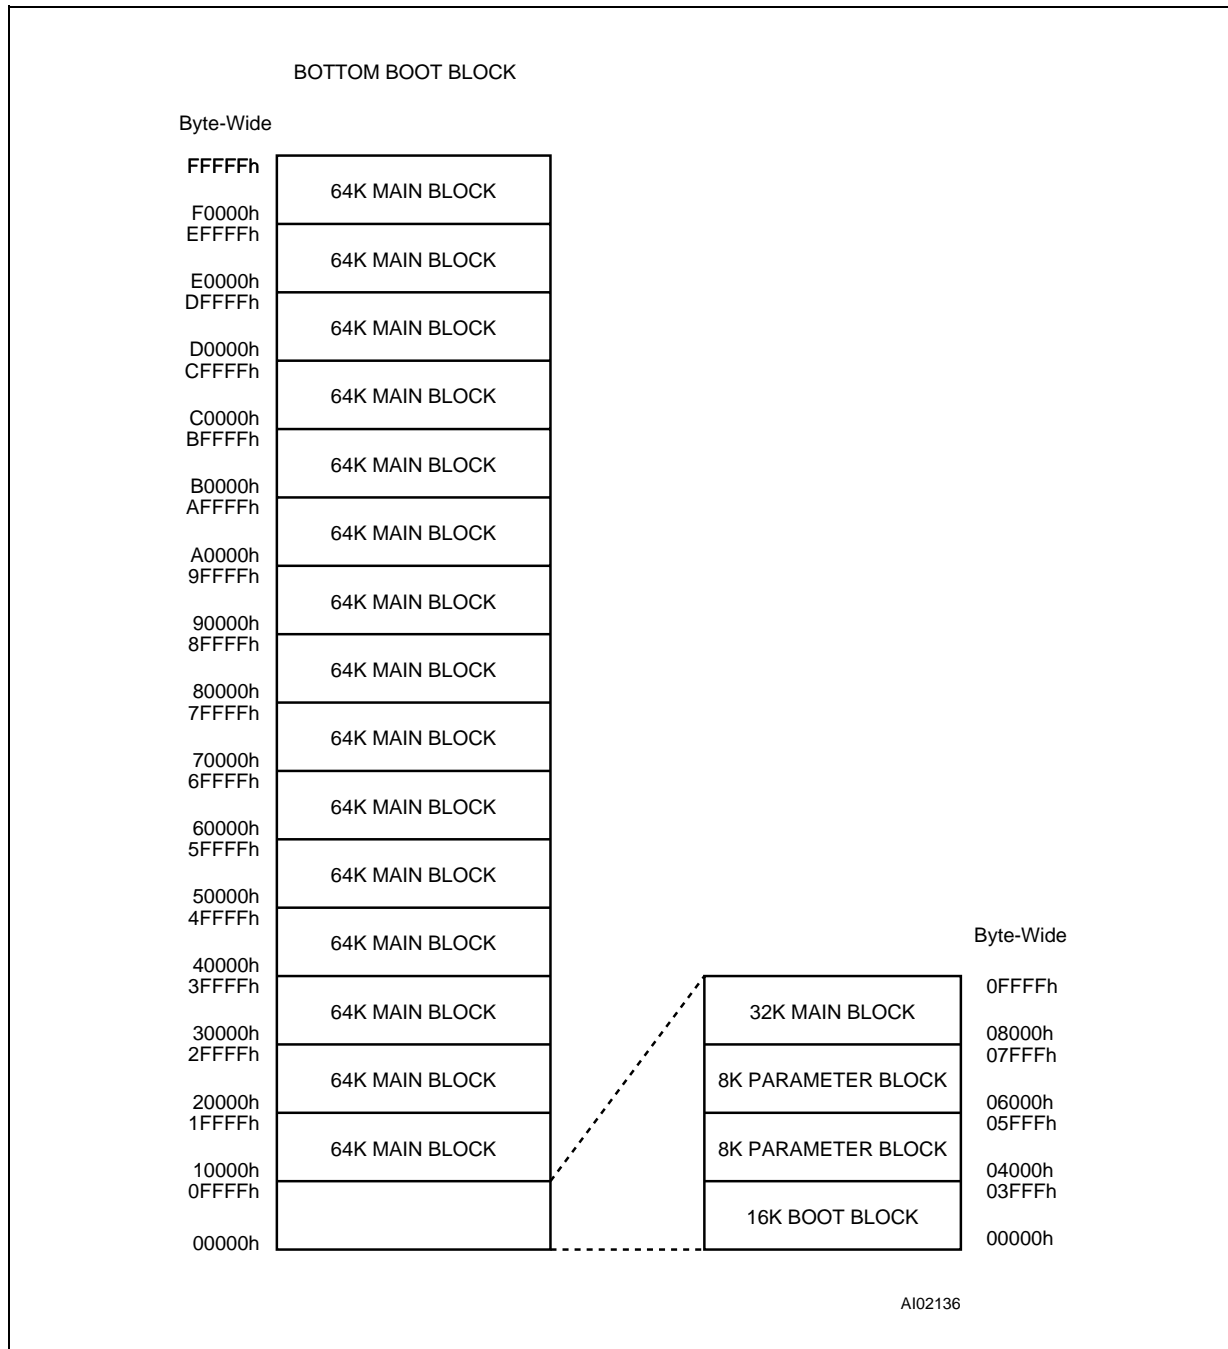 BOTTOM BOOT BLOCK
Byte-Wide
FFFFFh
64K MAIN BLOCK
F0000h
EFFFFh
64K MAIN BLOCK
E0000h
DFFFFh
64K MAIN BLOCK
D0000h
CFFFFh
64K MAIN BLOCK
C0000h
BFFFFh
64K MAIN BLOCK
B0000h
AFFFFh
64K MAIN BLOCK
A0000h
9FFFFh
64K MAIN BLOCK
90000h
8FFFFh
64K MAIN BLOCK
80000h
7FFFFh
64K MAIN BLOCK
70000h
6FFFFh
64K MAIN BLOCK
60000h
5FFFFh
64K MAIN BLOCK
50000h
4FFFFh
64K MAIN BLOCK
40000h
3FFFFh
64K MAIN BLOCK
30000h
2FFFFh
64K MAIN BLOCK
20000h
1FFFFh
64K MAIN BLOCK
10000h
0FFFFh
00000h
Byte-Wide
0FFFFh
32K MAIN BLOCK
08000h
07FFFh
8K PARAMETER BLOCK
06000h
05FFFh
8K PARAMETER BLOCK
04000h
03FFFh
16K BOOT BLOCK
00000h
AI02136